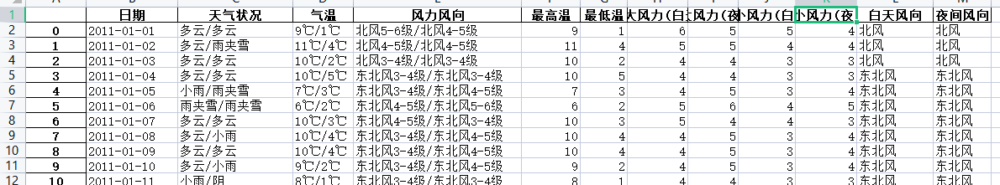 1 日期 天气状况 气温 风力风向 最高温 最低温 大风力(白 风力(夜 小风力(白 小风力(夜 白天风向 夜间风向
2 0 2011-01-01 多云/多云 9℃/1℃ 北风5-6级/北风4-5级 9 1 6 5 5 4 北风 北风
3 1 2011-01-02 多云/雨夹雪 11℃/4℃ 北风4-5级/北风4-5级 11 4 5 5 4 4 北风 北风
4 2 2011-01-03 多云/多云 10℃/2℃ 北风3-4级/北风3-4级 10 2 4 4 3 3 北风 北风
5 3 2011-01-04 多云/多云 10℃/5℃ 东北风3-4级/东北风3-4级 10 5 4 4 3 3 东北风 东北风
6 4 2011-01-05 小雨/雨夹雪 7℃/3℃ 东北风3-4级/东北风4-5级 7 3 4 5 3 4 东北风 东北风
7 5 2011-01-06 雨夹雪/雨夹雪 6℃/2℃ 东北风4-5级/东北风5-6级 6 2 5 6 4 5 东北风 东北风
8 6 2011-01-07 多云/多云 10℃/3℃ 东北风4-5级/东北风3-4级 10 3 5 4 4 3 东北风 东北风
9 7 2011-01-08 多云/小雨 10℃/4℃ 东北风3-4级/东北风4-5级 10 4 4 5 3 4 东北风 东北风
10 8 2011-01-09 多云/多云 10℃/4℃ 东北风3-4级/东北风4-5级 10 4 4 5 3 4 东北风 东北风
11 9 2011-01-10 多云/小雨 9℃/2℃ 东北风3-4级/东北风4-5级 9 2 4 5 3 4 东北风 东北风
12 10 2011-01-11 小雨/阴 8℃/1℃ 东北风3-4级/东北风3-4级 8 1 4 4 3 3 东北风 东北风